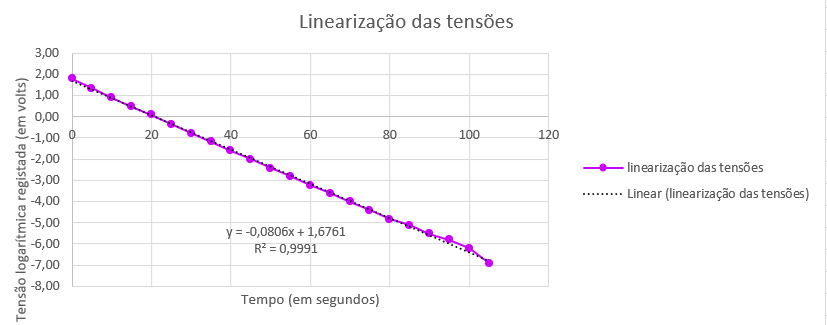 Linearização das tensões
Tensão logarítmica registada (em volts)
3,00
2,00
1,00
0,00
-1,00
-2,00
-3,00
-4,00
-5,00
-6,00
-7,00
-8,00
0 20 40 60 80 100 120
y = -0,0806x + 1,6761
R² = 0,9991
Tempo (em segundos)
linearização das tensões
Linear (linearização das tensões)